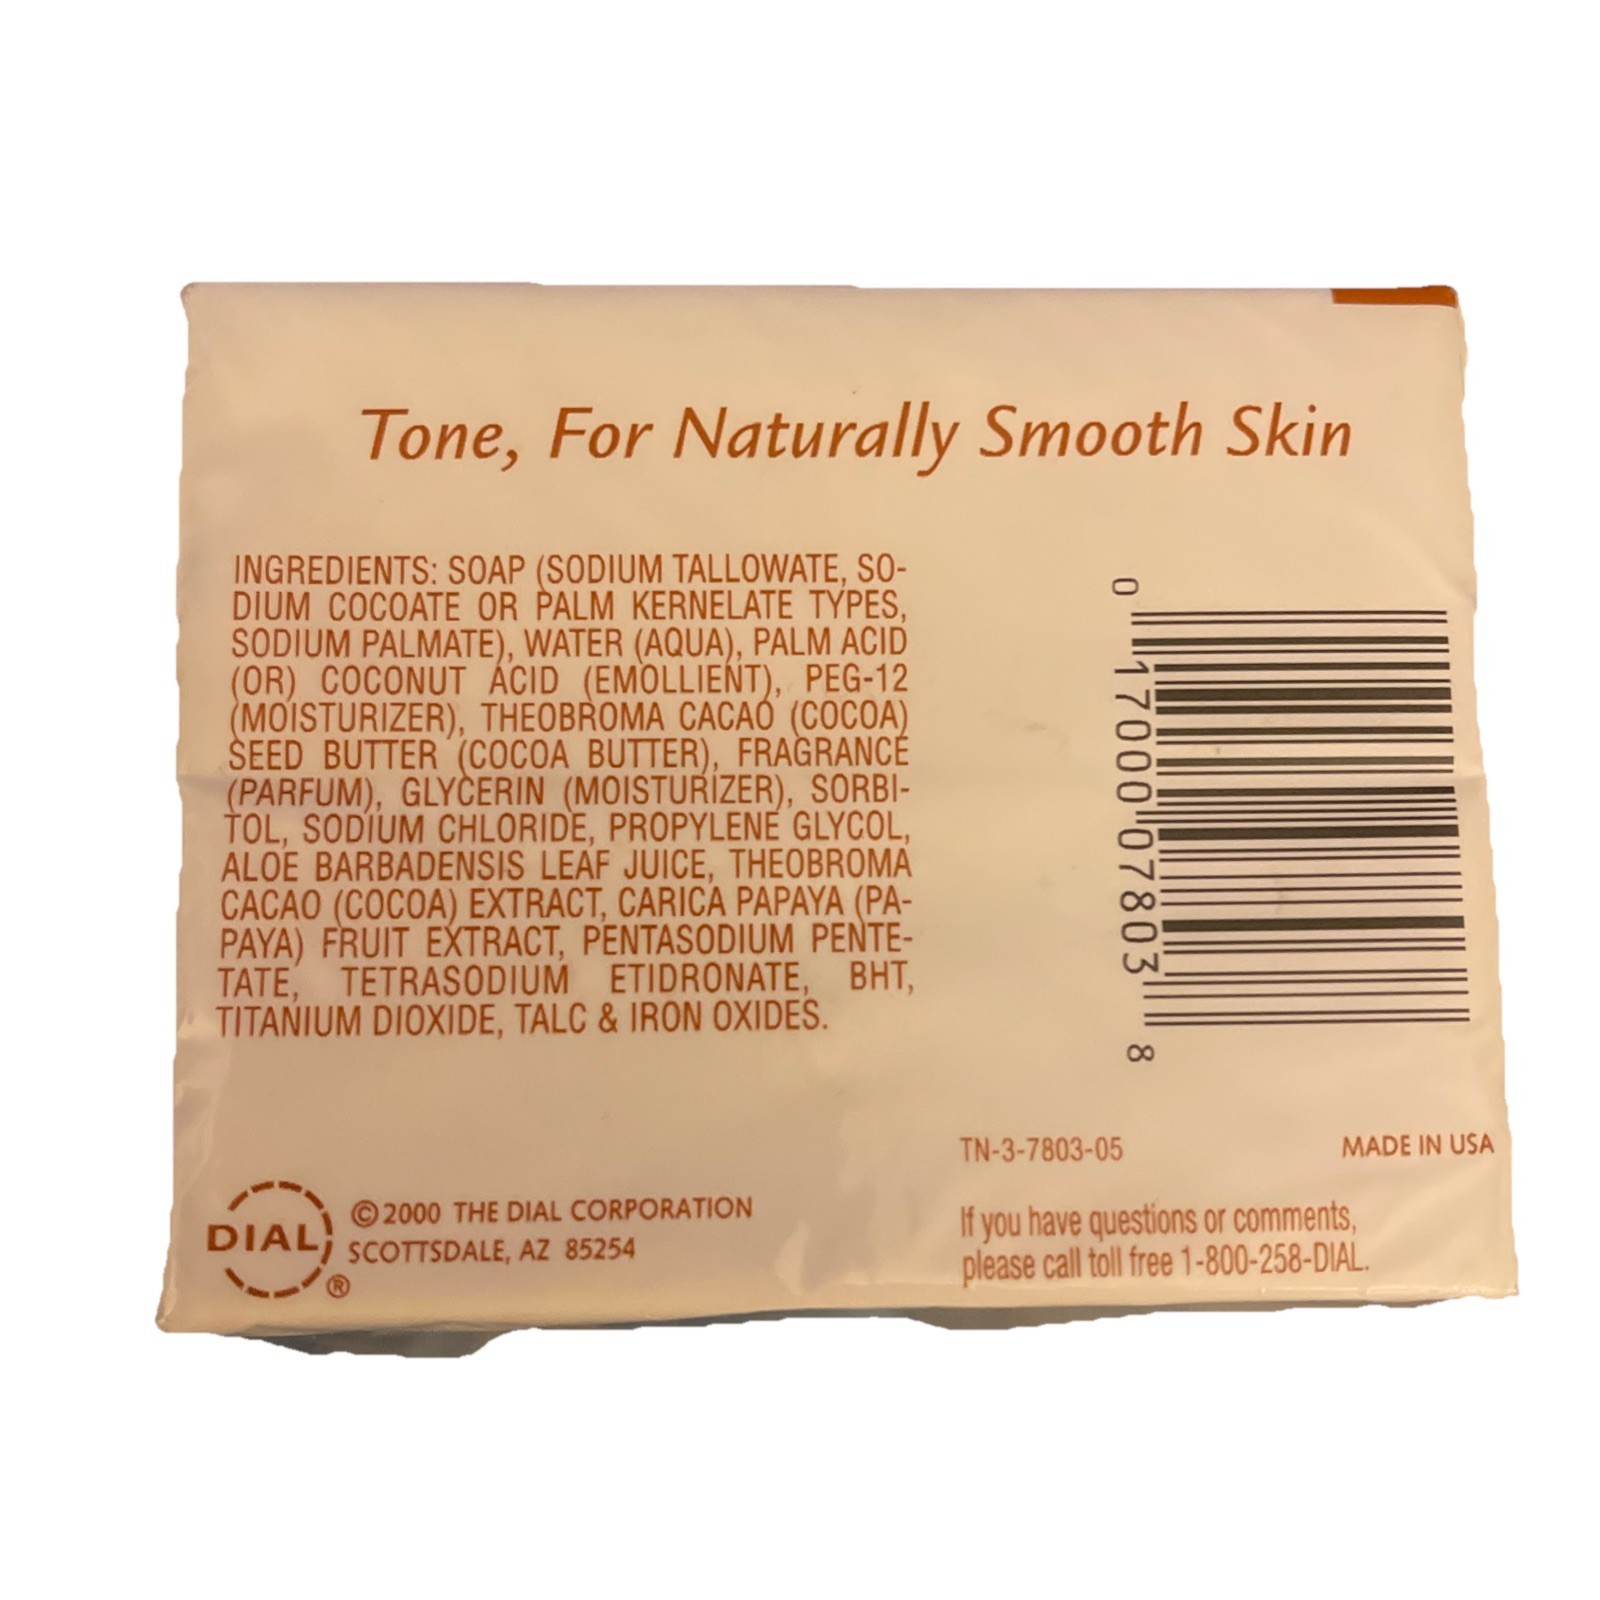 Tone, For Naturally Smooth Skin
INGREDIENTS: SOAP (SODIUM TALLOWATE, SO-
DIUM COCOATE OR PALM KERNELATE TYPES,
SODIUM PALMATE), WATER (AQUA), PALM ACID
(OR) COCONUT ACID (EMOLLIENT), PEG-12
(MOISTURIZER), THEOBROMA CACAO (COCOA)
SEED BUTTER (COCOA BUTTER), FRAGRANCE
(PARFUM), GLYCERIN (MOISTURIZER), SORBI-
TOL, SODIUM CHLORIDE, PROPYLENE GLYCOL,
ALOE BARBADENSIS LEAF JUICE, THEOBROMA
CACAO (COCOA) EXTRACT, CARICA PAPAYA (PA-
PAYA) FRUIT EXTRACT, PENTASODIUM PENTE-
TATE, TETRASODIUM ETIDRONATE, BHT,
TITANIUM DIOXIDE, TALC & IRON OXIDES.
0 17000 07803 8
TN-3-7803-05
MADE IN USA
DIAL®
©2000 THE DIAL CORPORATION
SCOTTSDALE, AZ 85254
If you have questions or comments,
please call toll free 1-800-258-DIAL.